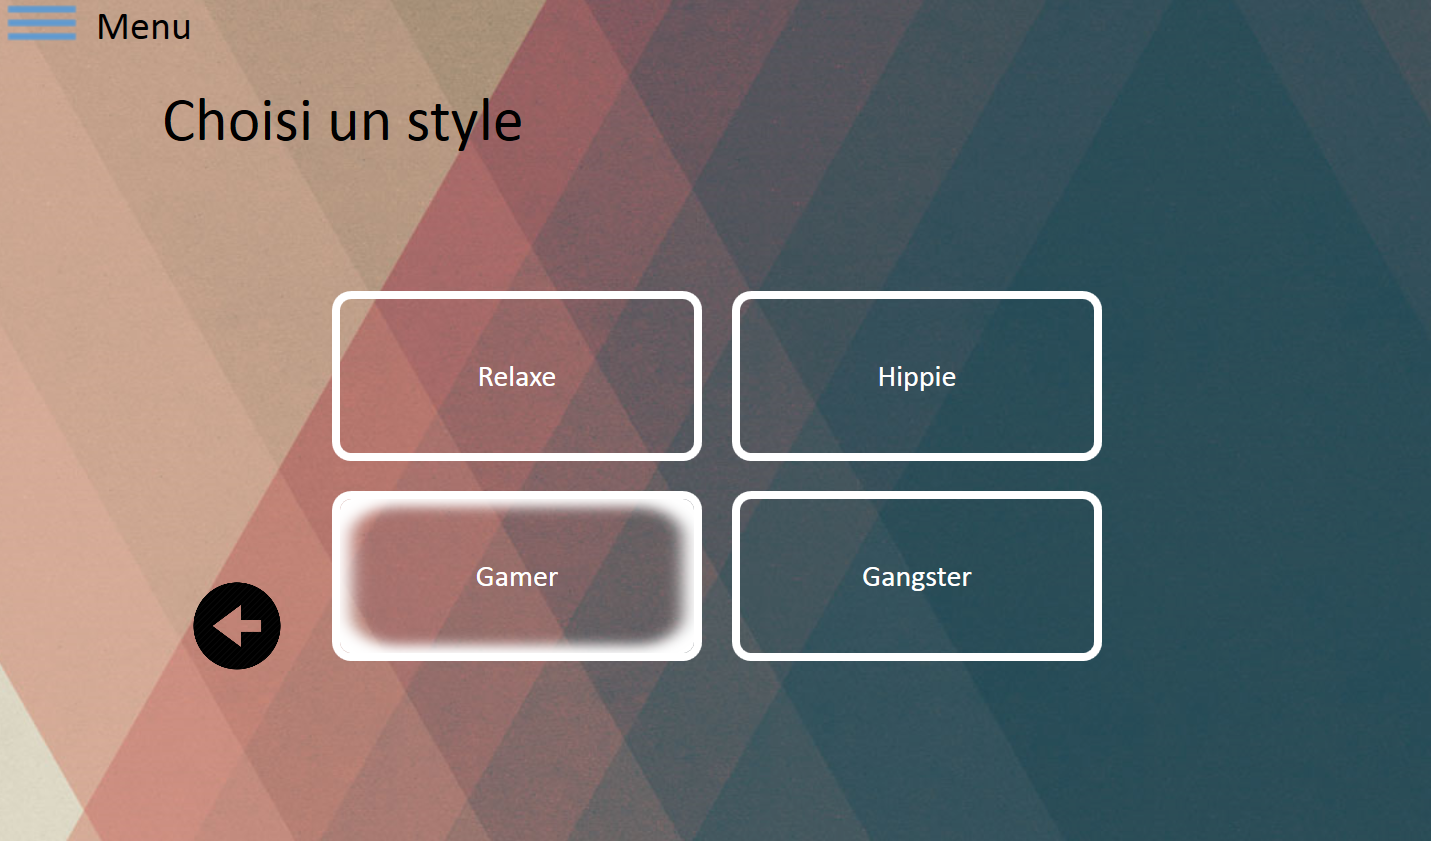 Menu
Choisi un style
Relaxe
Hippie
Gamer
Gangster